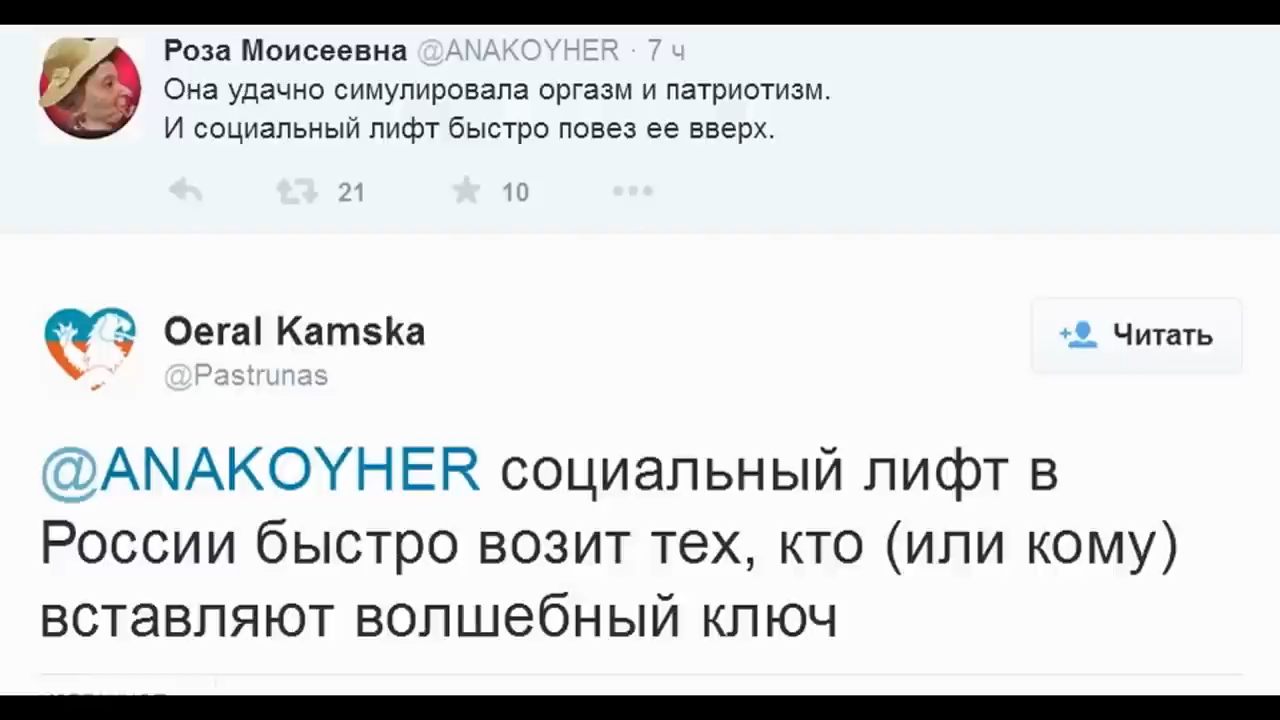 Роза Моисеевна @ANAKOYHER · 7 ч
Она удачно симулировала оргазм и патриотизм.
И социальный лифт быстро повез ее вверх.
21 10
Oeral Kamska
@Pastrunas
Читать
@ANAKOYHER социальный лифт в
России быстро возит тех, кто (или кому)
вставляют волшебный ключ